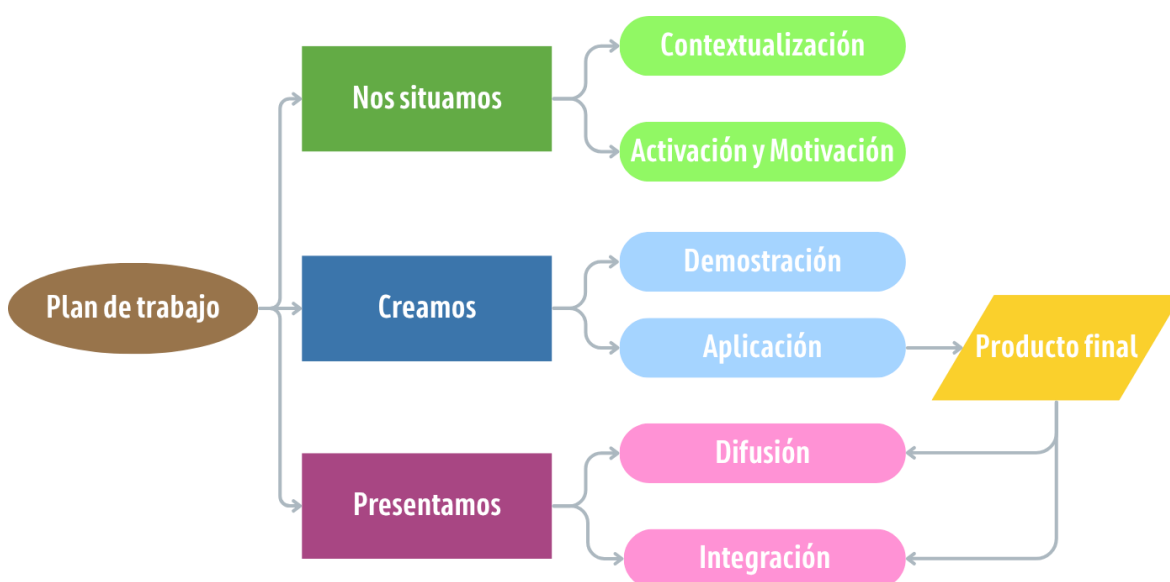 Plan de trabajo
Nos situamos
Contextualización
Activación y Motivación
Creamos
Demostración
Aplicación
Producto final
Presentamos
Difusión
Integración